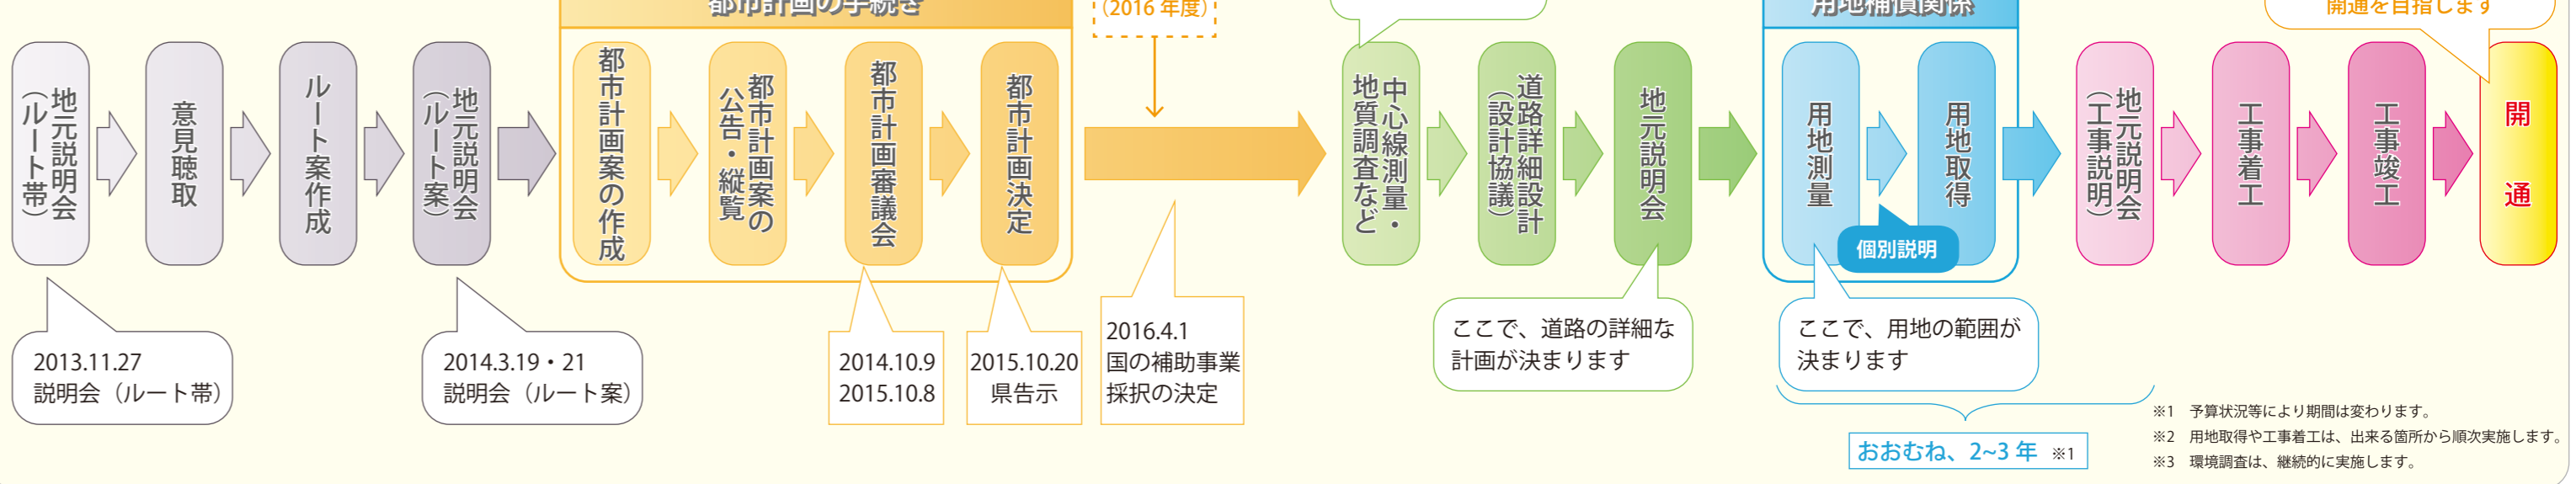 都市計画の手続き
（2016 年度）
用地補償関係
開通を目指します
地元説明会
（ルート帯）
意見聴取
ルート案作成
地元説明会
（ルート案）
都市計画案の作成
都市計画案の
公告・縦覧
都市計画審議会
都市計画決定
中心線測量・
地質調査など
道路詳細設計
（設計協議）
地元説明会
用地測量
用地取得
個別説明
地元説明会
（工事説明）
工事着工
工事竣工
開通
2013.11.27
説明会（ルート帯）
2014.3.19・21
説明会（ルート案）
2014.10.9
2015.10.8
2015.10.20
県告示
2016.4.1
国の補助事業
採択の決定
ここで、道路の詳細な
計画が決まります
ここで、用地の範囲が
決まります
おおむね、2~3 年 ※1
※1 予算状況等により期間は変わります。
※2 用地取得や工事着工は、出来る箇所から順次実施します。
※3 環境調査は、継続的に実施します。